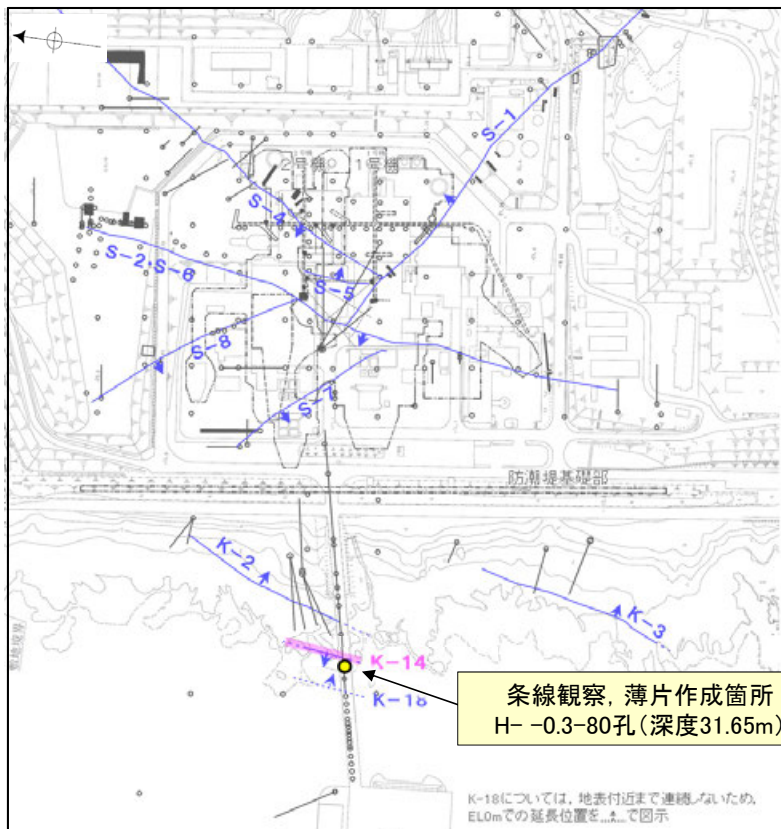 S-1
2号機
1号機
S-4
S-2・S-6
S-5
S-8
S-7
防潮堤基礎部
K-2
K-3
K-14
K-18
条線観察，薄片作成箇所
H- -0.3-80孔（深度31.65m）
K-18については，地表付近まで連続しないため，
EL0mでの延長位置を
で図示